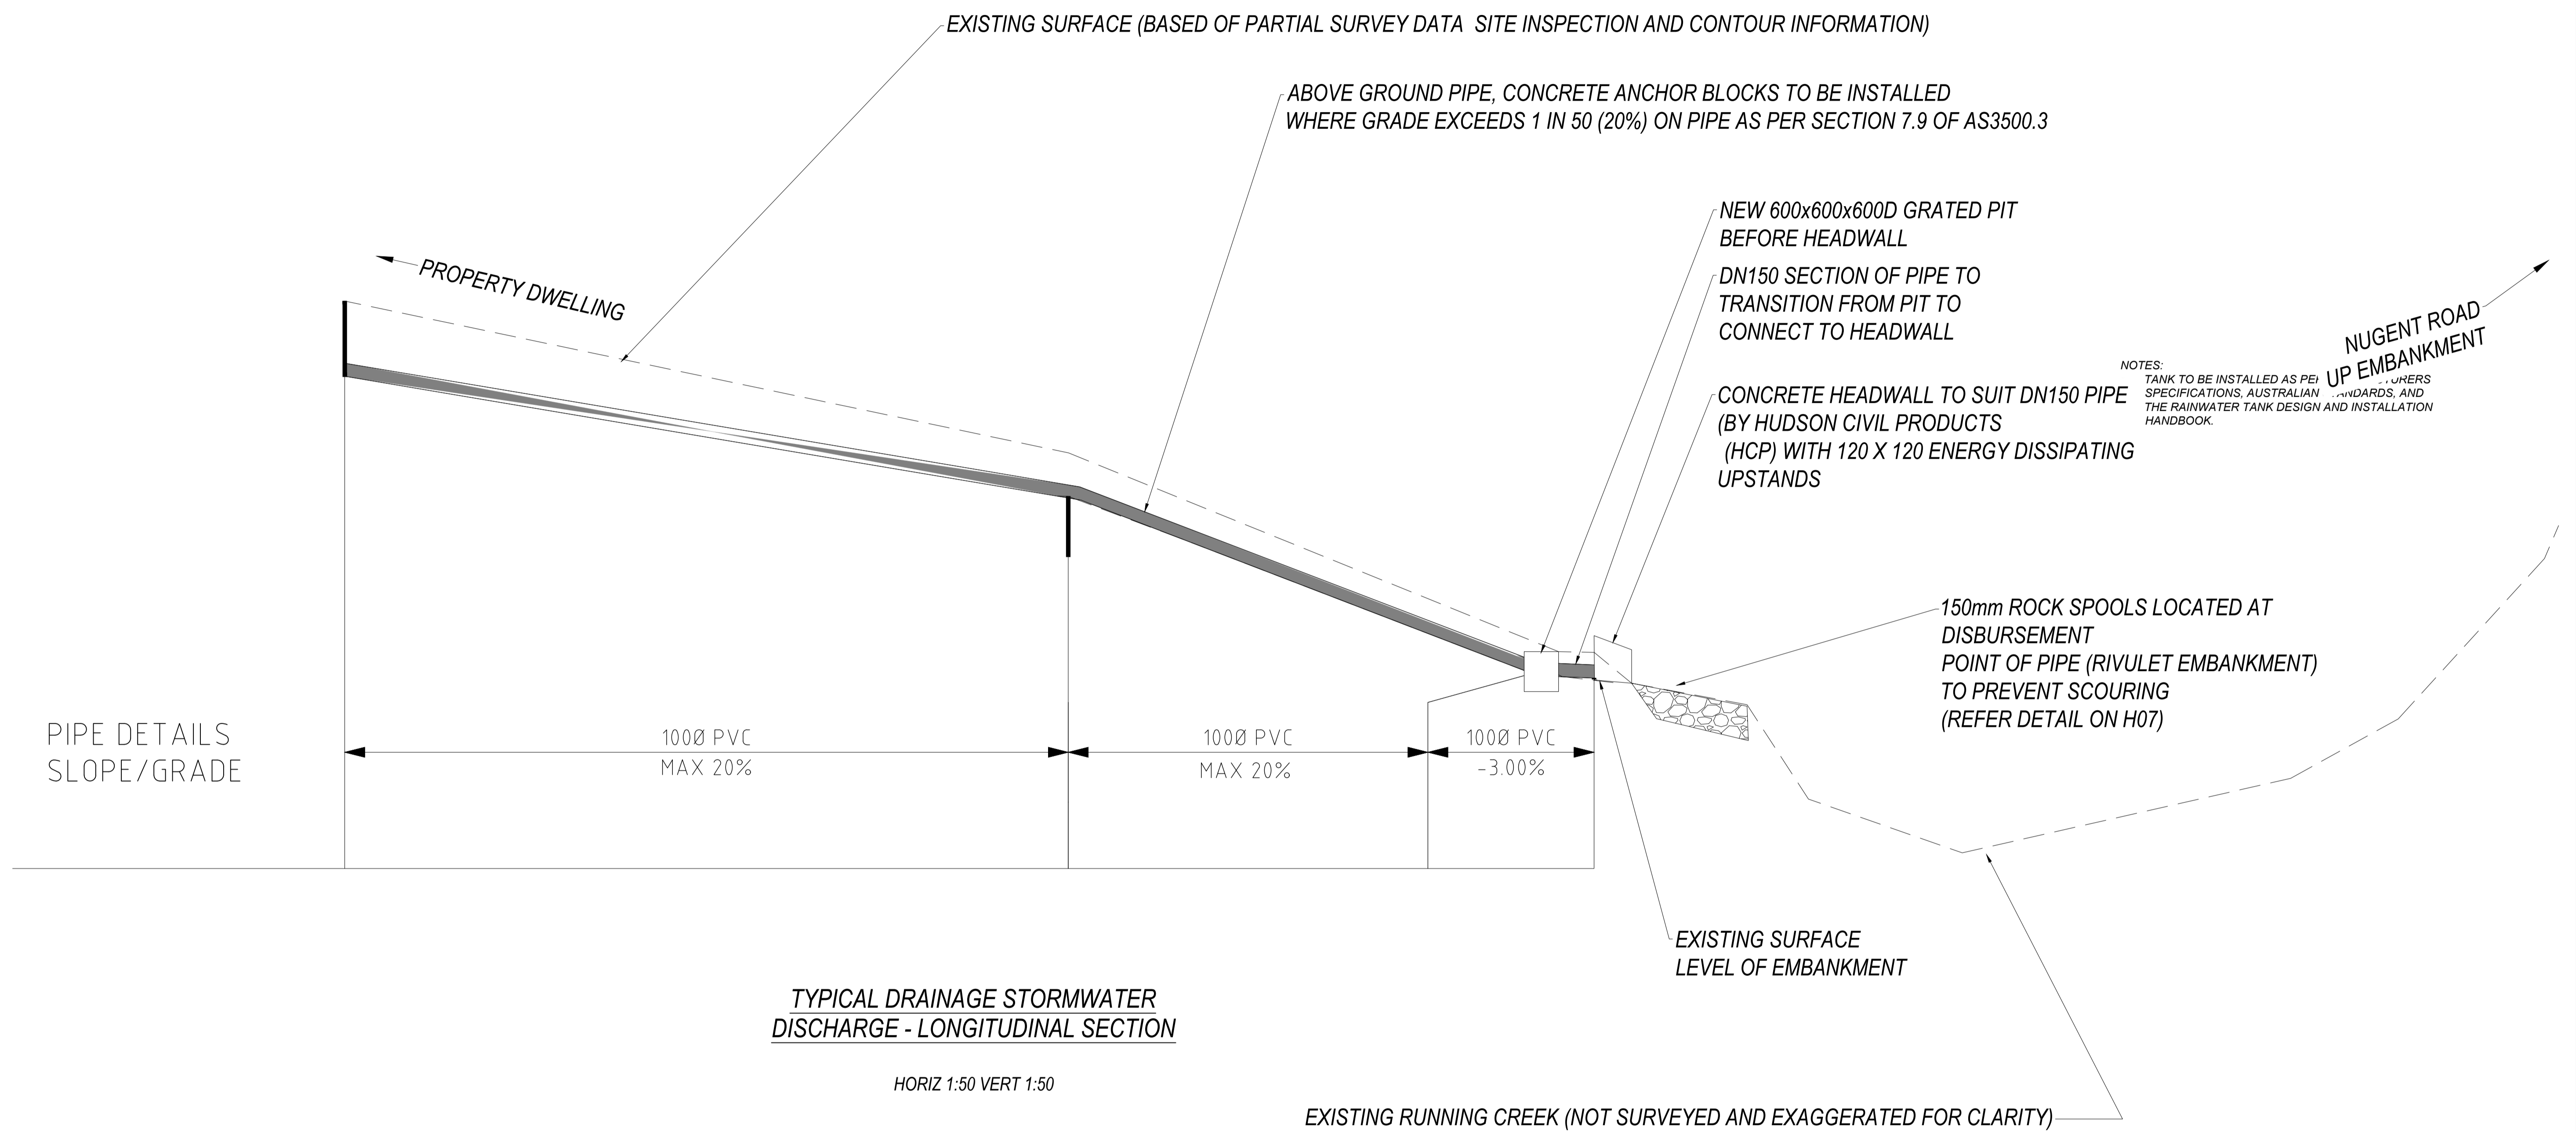 EXISTING SURFACE (BASED OF PARTIAL SURVEY DATA  SITE INSPECTION AND CONTOUR INFORMATION)
ABOVE GROUND PIPE, CONCRETE ANCHOR BLOCKS TO BE INSTALLED
WHERE GRADE EXCEEDS 1 IN 50 (20%) ON PIPE AS PER SECTION 7.9 OF AS3500.3
NEW 600x600x600D GRATED PIT
BEFORE HEADWALL
PROPERTY DWELLING
DN150 SECTION OF PIPE TO
TRANSITION FROM PIT TO
CONNECT TO HEADWALL
NUGENT ROAD
UP EMBANKMENT
NOTES:
TANK TO BE INSTALLED AS
SPECIFICATIONS, AUSTRALIAN
THE RAINWATER TANK DESIGN AND INSTALLATION
HANDBOOK.
CONCRETE HEADWALL TO SUIT DN150 PIPE
(BY HUDSON CIVIL PRODUCTS
(HCP) WITH 120 X 120 ENERGY DISSIPATING
UPSTANDS
150mm ROCK SPOOLS LOCATED AT
DISBURSEMENT
POINT OF PIPE (RIVULET EMBANKMENT)
TO PREVENT SCOURING
(REFER DETAIL ON H07)
PIPE DETAILS
SLOPE/GRADE
100Ø PVC
MAX 20%
100Ø PVC
MAX 20%
100Ø PVC
-3.00%
EXISTING SURFACE
LEVEL OF EMBANKMENT
TYPICAL DRAINAGE STORMWATER
DISCHARGE - LONGITUDINAL SECTION
HORIZ 1:50 VERT 1:50
EXISTING RUNNING CREEK (NOT SURVEYED AND EXAGGERATED FOR CLARITY)